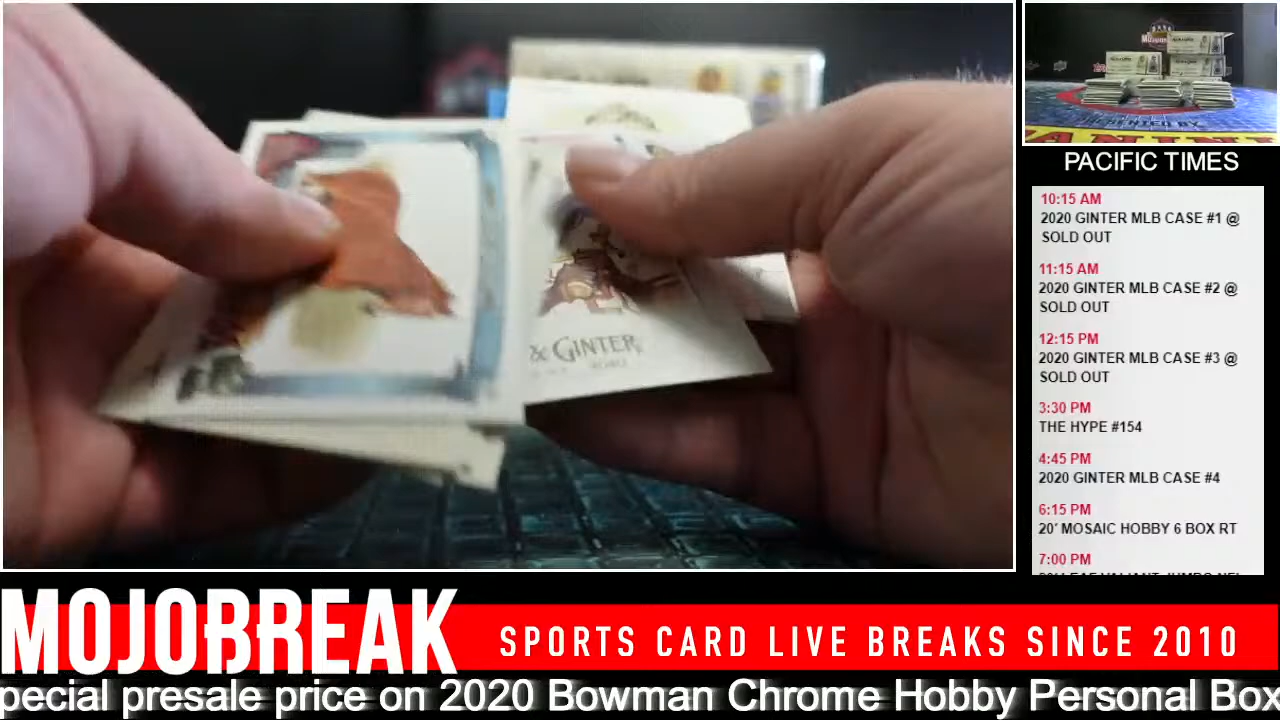 & GINTER
PACIFIC TIMES
10:15 AM
2020 GINTER MLB CASE #1 @
SOLD OUT
11:15 AM
2020 GINTER MLB CASE #2 @
SOLD OUT
12:15 PM
2020 GINTER MLB CASE #3 @
SOLD OUT
3:30 PM
THE HYPE #154
4:45 PM
2020 GINTER MLB CASE #4
6:15 PM
20' MOSAIC HOBBY 6 BOX RT
7:00 PM
MOJOBREAK
SPORTS CARD LIVE BREAKS SINCE 2010
pecial presale price on 2020 Bowman Chrome Hobby Personal Box